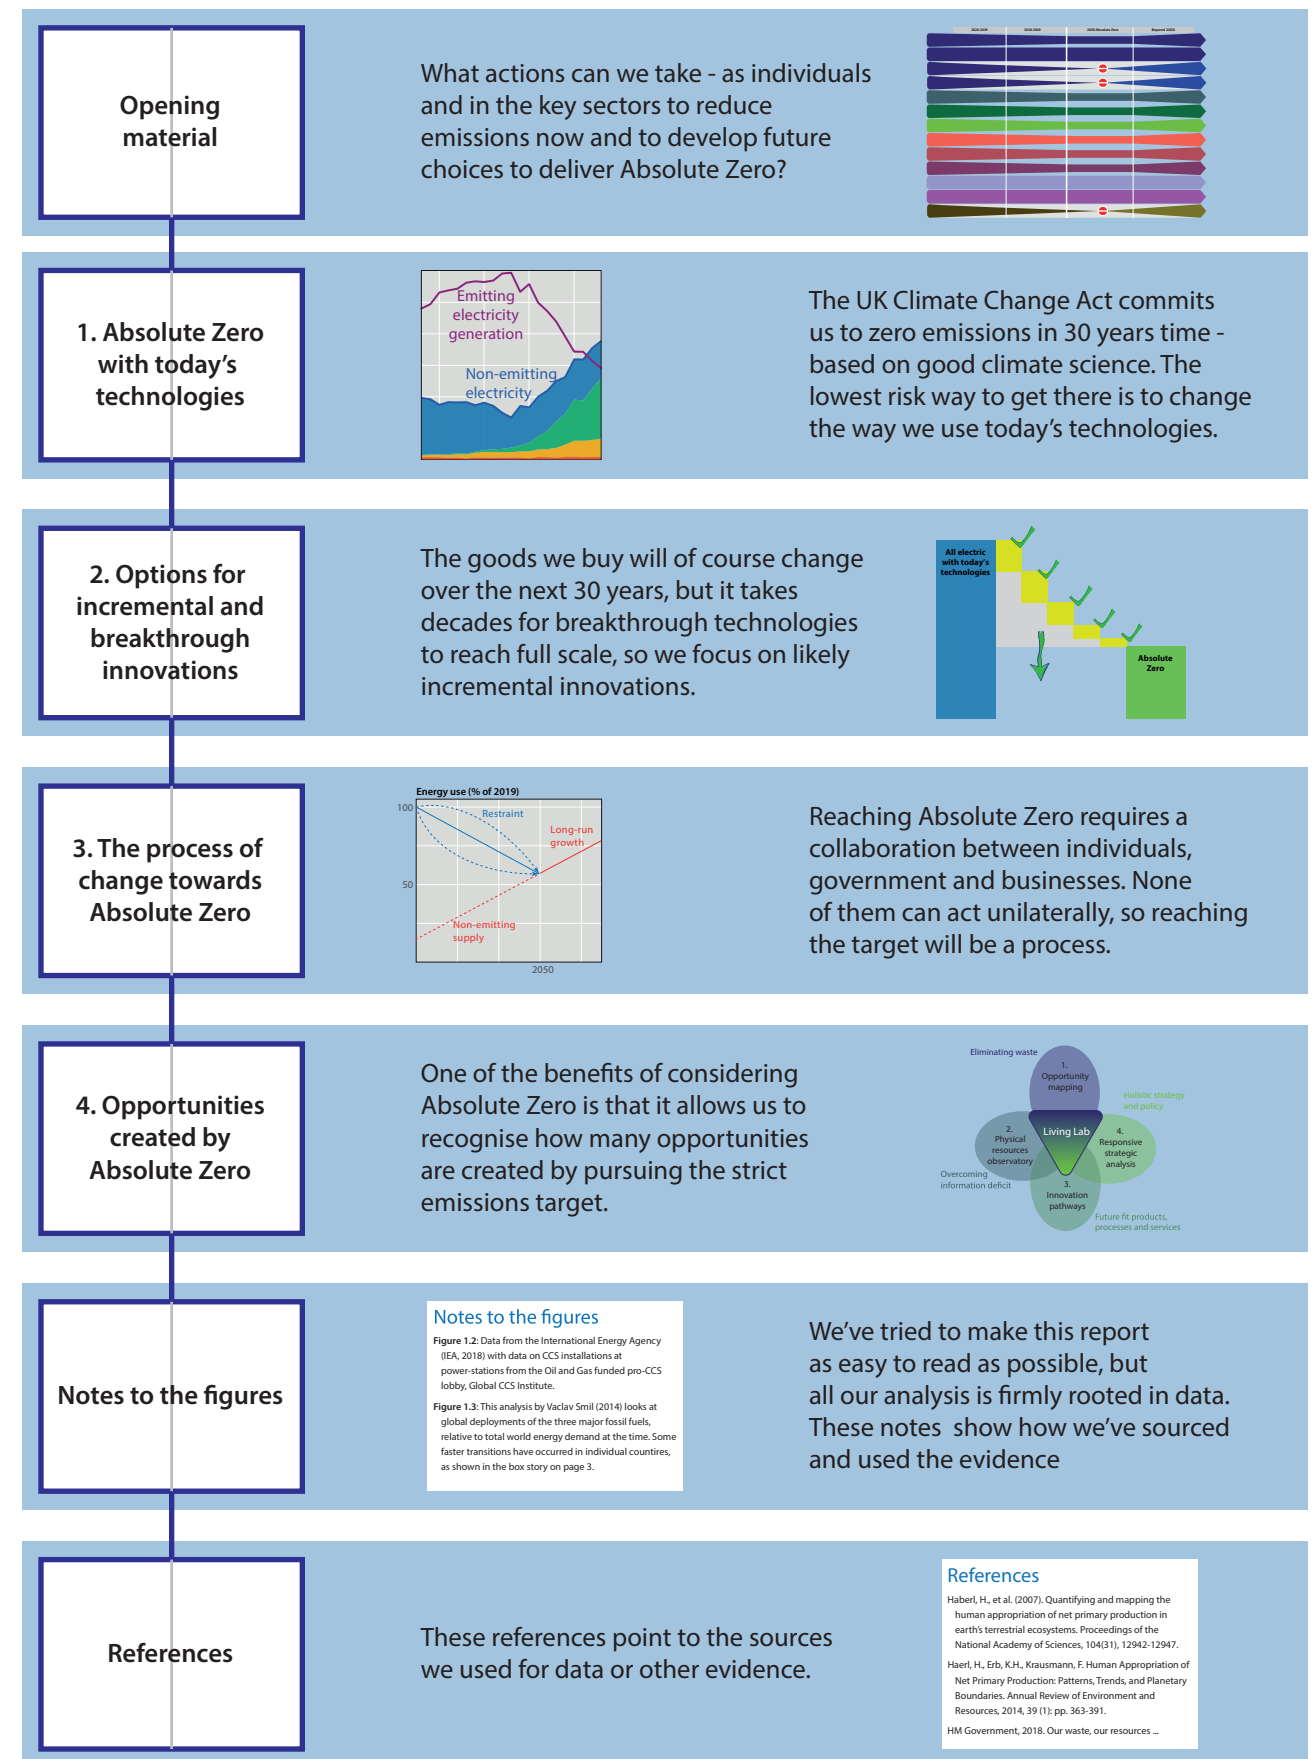 Opening
material
What actions can we take - as individuals
and in the key sectors to reduce
emissions now and to develop future
choices to deliver Absolute Zero?
2020-2029 2030-2049 2050 Absolute Zero Beyond 2050
1. Absolute Zero
with today's
technologies
Emitting
electricity
generation
Non-emitting
electricity
The UK Climate Change Act commits
us to zero emissions in 30 years time -
based on good climate science. The
lowest risk way to get there is to change
the way we use today's technologies.
2. Options for
incremental and
breakthrough
innovations
The goods we buy will of course change
over the next 30 years, but it takes
decades for breakthrough technologies
to reach full scale, so we focus on likely
incremental innovations.
All electric
with today's
technologies
Absolute
Zero
3. The process of
change towards
Absolute Zero
Energy use (% of 2019)
100
Restraint
Long-run
growth
50
Non-emitting
supply
2050
Reaching Absolute Zero requires a
collaboration between individuals,
government and businesses. None
of them can act unilaterally, so reaching
the target will be a process.
4. Opportunities
created by
Absolute Zero
One of the benefits of considering
Absolute Zero is that it allows us to
recognise how many opportunities
are created by pursuing the strict
emissions target.
Eliminating waste
1.
Opportunity
mapping
Holistic strategy
and policy
Living Lab
2.
Physical
resources
observatory
4.
Responsive
strategic
analysis
Overcoming
information deficit
3.
Innovation
pathways
Future fit products,
processes and services
Notes to the figures
Notes to the figures
Figure 1.2: Data from the International Energy Agency
(IEA, 2018) with data on CCS installations at
power-stations from the Oil and Gas funded pro-CCS
lobby, Global CCS Institute.
Figure 1.3: This analysis by Vaclav Smil (2014) looks at
global deployments of the three major fossil fuels,
relative to total world energy demand at the time. Some
faster transitions have occurred in individual countires,
as shown in the box story on page 3.
We've tried to make this report
as easy to read as possible, but
all our analysis is firmly rooted in data.
These notes show how we've sourced
and used the evidence
References
These references point to the sources
we used for data or other evidence.
References
Haberl, H., et al. (2007). Quantifying and mapping the
human appropriation of net primary production in
earth's terrestrial ecosystems. Proceedings of the
National Academy of Sciences, 104(31), 12942-12947.
Haerl, H., Erb, K.H., Krausmann, F. Human Appropriation of
Net Primary Production: Patterns, Trends, and Planetary
Boundaries. Annual Review of Environment and
Resources, 2014, 39 (1): pp. 363-391.
HM Government, 2018. Our waste, our resources ...